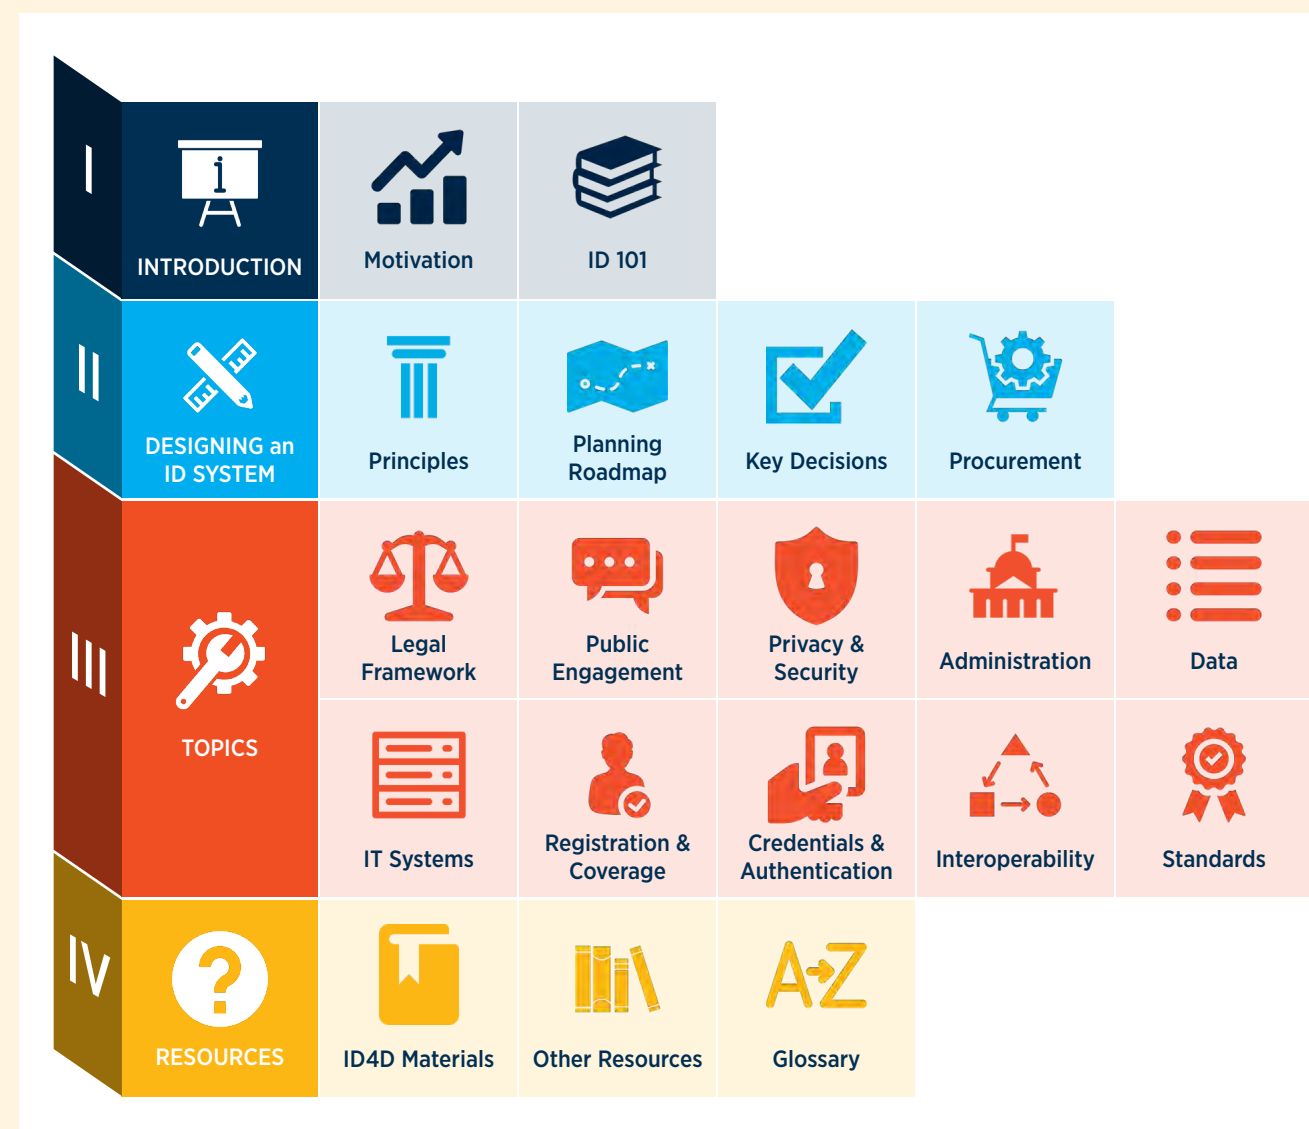 I
i
INTRODUCTION
Motivation
ID 101
II
DESIGNING an
ID SYSTEM
Principles
Planning
Roadmap
Key Decisions
Procurement
III
TOPICS
Legal
Framework
Public
Engagement
Privacy &
Security
Administration
Data
IT Systems
Registration &
Coverage
Credentials &
Authentication
Interoperability
Standards
IV
?
RESOURCES
ID4D Materials
Other Resources
A→Z
Glossary